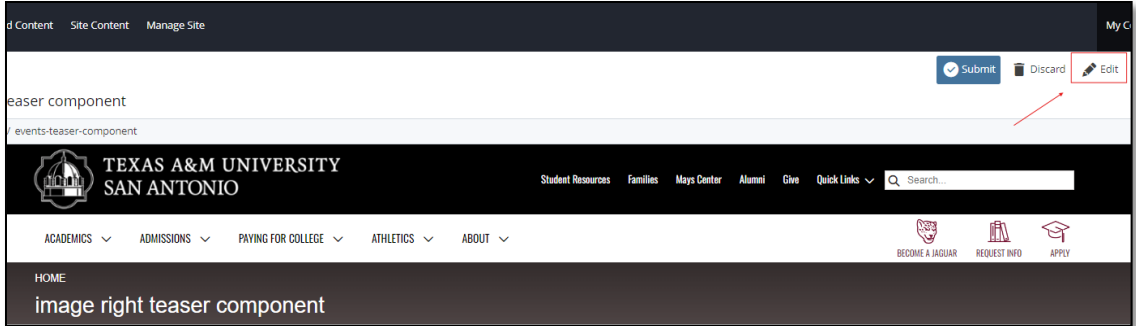 d Content Site Content Manage Site My C
Submit Discard Edit
easer component
/ events-teaser-component
TEXAS A&M UNIVERSITY
SAN ANTONIO
Student Resources Families Mays Center Alumni Give Quick Links Search...
ACADEMICS ADMISSIONS PAYING FOR COLLEGE ATHLETICS ABOUT
BECOME A JAGUAR REQUEST INFO APPLY
HOME
image right teaser component